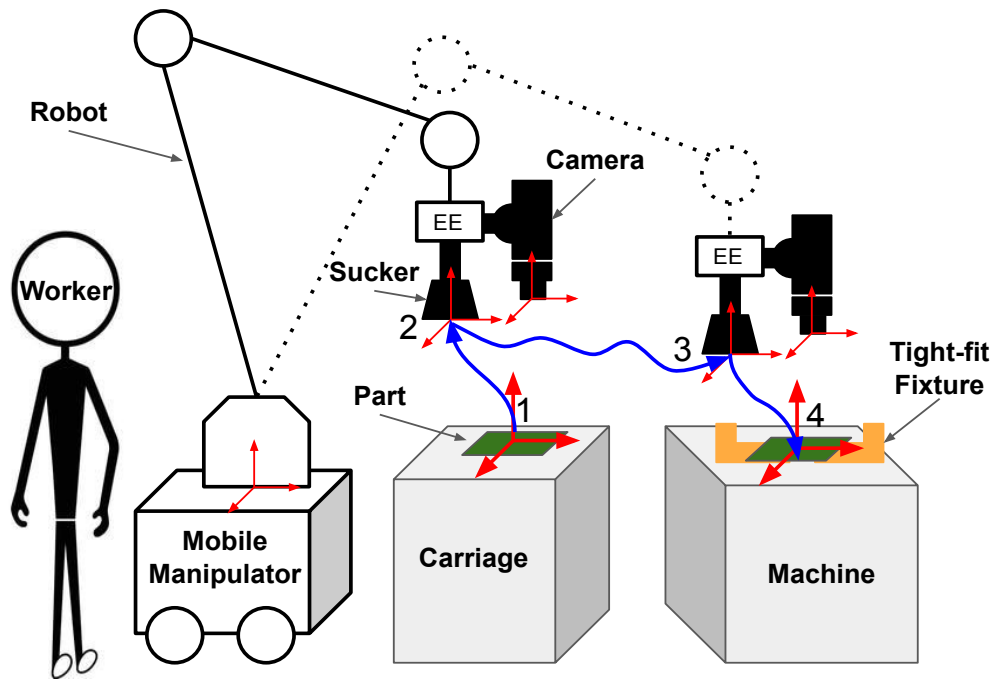 Robot
Camera
EE
EE
Sucker
Worker
2
3
Tight-fit
Fixture
Part
1
4
Mobile
Manipulator
Carriage
Machine